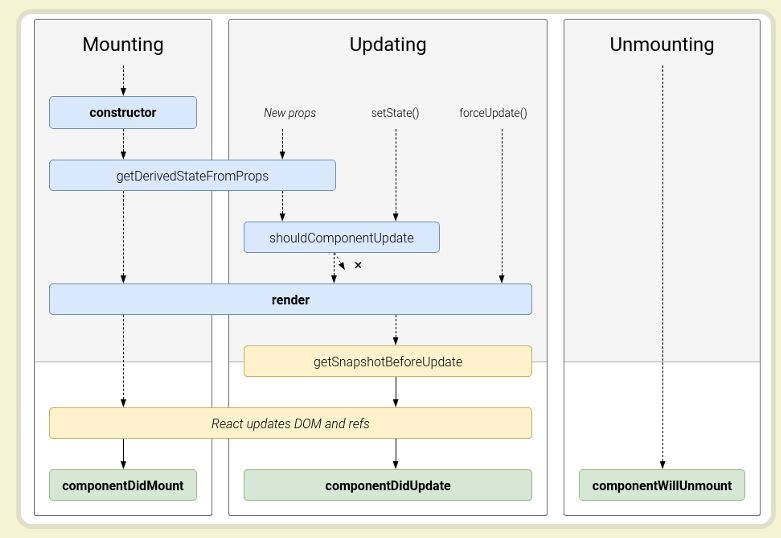 Mounting
Updating
Unmounting
constructor
New props
setState()
forceUpdate()
getDerivedStateFromProps
shouldComponentUpdate
×
render
getSnapshotBeforeUpdate
React updates DOM and refs
componentDidMount
componentDidUpdate
componentWillUnmount